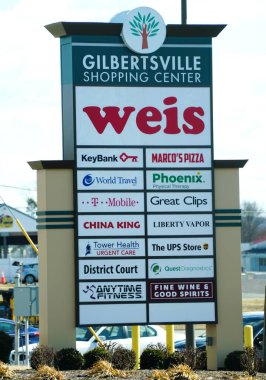 GILBERTSVILLE
SHOPPING CENTER
weis
KeyBank
MARCO'S PIZZA
World Travel
Phoenix
Physical Therapy
T Mobile
Great Clips
CHINA KING
LIBERTY VAPOR
Tower Health
URGENT CARE
The UPS Store
District Court
Quest Diagnostics
ANYTIME
FITNESS
FINE WINE &
GOOD SPIRITS